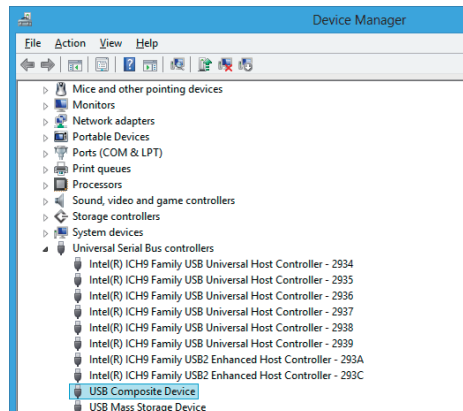 Device Manager
File Action View Help
Mice and other pointing devices
Monitors
Network adapters
Portable Devices
Ports (COM & LPT)
Print queues
Processors
Sound, video and game controllers
Storage controllers
System devices
Universal Serial Bus controllers
Intel(R) ICH9 Family USB Universal Host Controller - 2934
Intel(R) ICH9 Family USB Universal Host Controller - 2935
Intel(R) ICH9 Family USB Universal Host Controller - 2936
Intel(R) ICH9 Family USB Universal Host Controller - 2937
Intel(R) ICH9 Family USB Universal Host Controller - 2938
Intel(R) ICH9 Family USB Universal Host Controller - 2939
Intel(R) ICH9 Family USB2 Enhanced Host Controller - 293A
Intel(R) ICH9 Family USB2 Enhanced Host Controller - 293C
USB Composite Device
USB Mass Storage Device